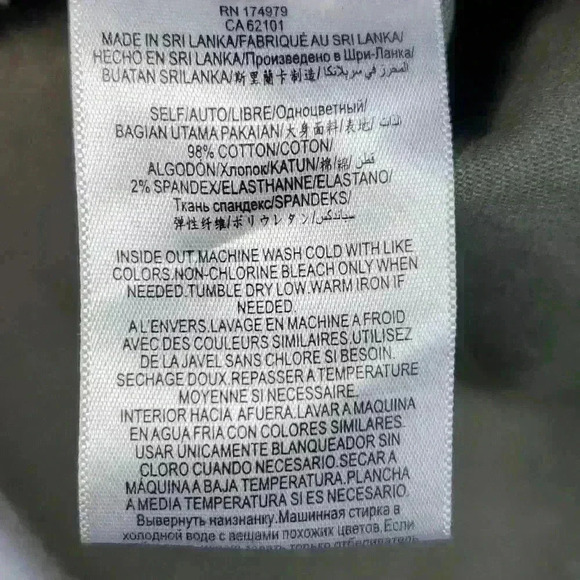 RN 174979
CA 62101
MADE IN SRI LANKA/FABRIQUÉ AU SRI LANKA/
HECHO EN SRI LANKA/Произведено в Шри-Ланка/
BUATAN SRILANKA/斯里蘭卡制造/المحرز في سريلانكا
SELF/AUTO/LIBRE/Одноцветный/
BAGIAN UTAMA PAKAIAN/大身面料/表地/الذات
98% COTTON/COTON/
ALGODÓN/Хлопок/KATUN/棉/綿/قطن
2% SPANDEX/ELASTHANNE/ELASTANO/
Ткань спандекс/SPANDEKS/
弹性纤维/ポリウレタン/سباندكس
INSIDE OUT.MACHINE WASH COLD WITH LIKE
COLORS.NON-CHLORINE BLEACH ONLY WHEN
NEEDED.TUMBLE DRY LOW.WARM IRON IF
NEEDED.
A L'ENVERS.LAVAGE EN MACHINE A FROID
AVEC DES COULEURS SIMILAIRES.UTILISEZ
DE LA JAVEL SANS CHLORE SI BESOIN.
SECHAGE DOUX.REPASSER A TEMPERATURE
MOYENNE SI NECESSAIRE.
INTERIOR HACIA AFUERA.LAVAR A MAQUINA
EN AGUA FRIA CON COLORES SIMILARES.
USAR UNICAMENTE BLANQUEADOR SIN
CLORO CUANDO NECESARIO.SECAR A
MÁQUINA A BAJA TEMPERATURA.PLANCHA
A MEDIA TEMPERATURA SI ES NECESARIO.
Вывернуть наизнанку.Машинная стирка в
холодной воде с вещами похожих цветов.Если
только отбеливатель